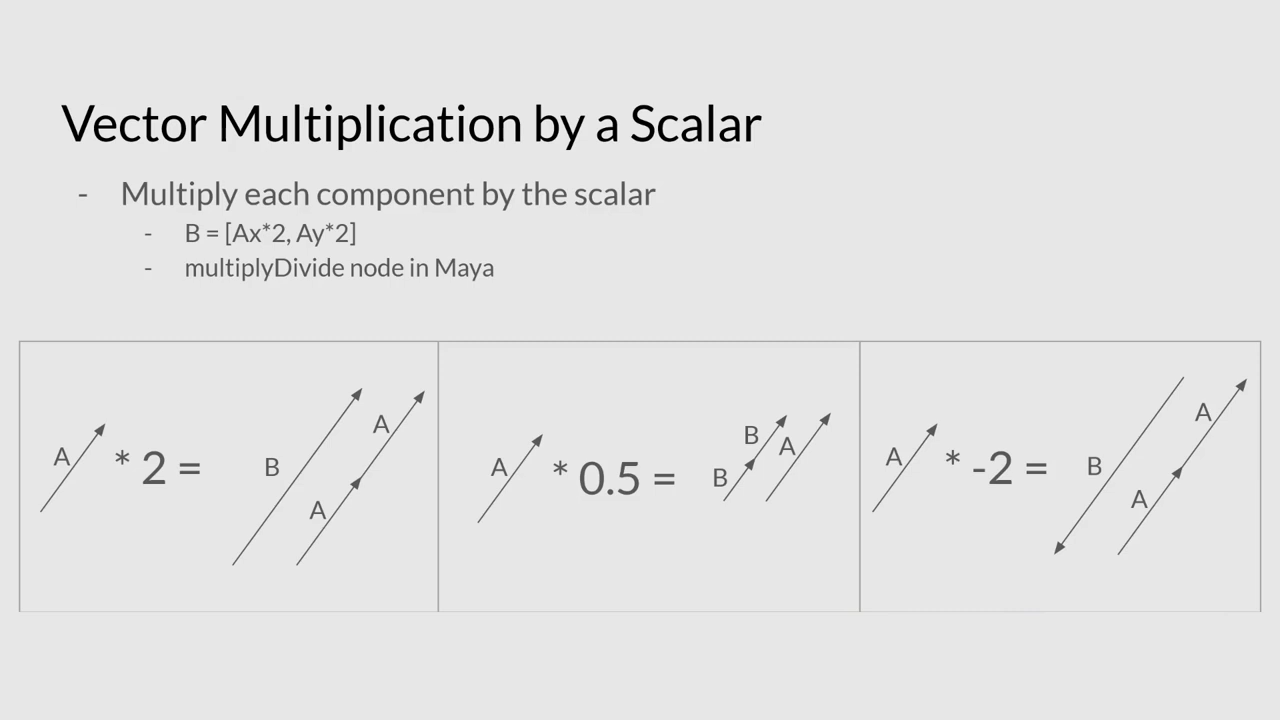 Vector Multiplication by a Scalar
- Multiply each component by the scalar
- B = [Ax*2, Ay*2]
- multiplyDivide node in Maya
A * 2 = B A A
A * 0.5 = B B A
A * -2 = B A A